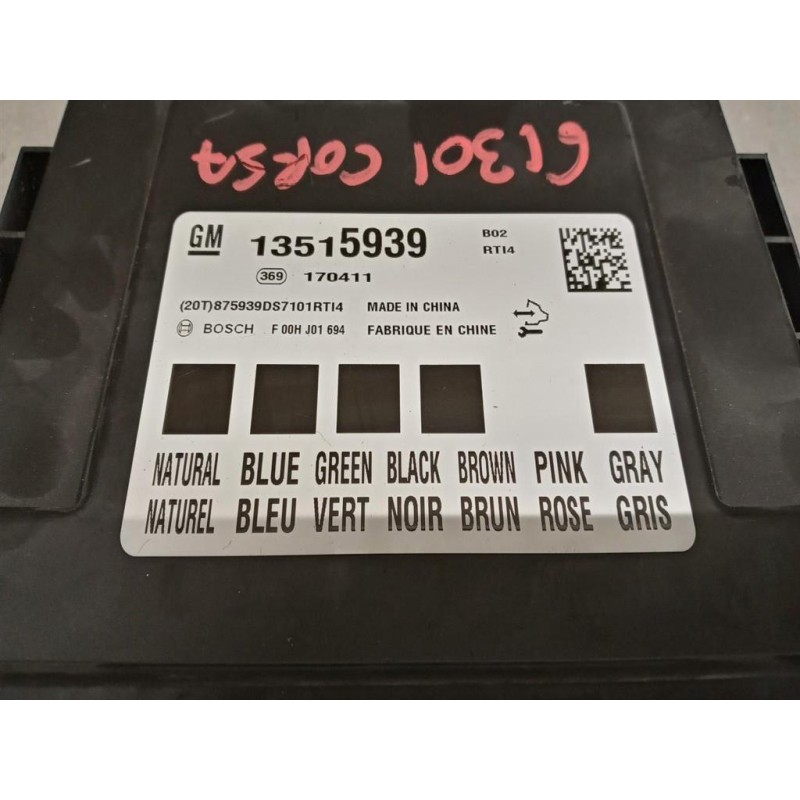 61301 CORSA
GM 13515939 B02
RTI4
369 170411
(20T)875939DS7101RTI4 MADE IN CHINA
BOSCH F 00H J01 694 FABRIQUE EN CHINE
NATURAL BLUE GREEN BLACK BROWN PINK GRAY
NATUREL BLEU VERT NOIR BRUN ROSE GRIS